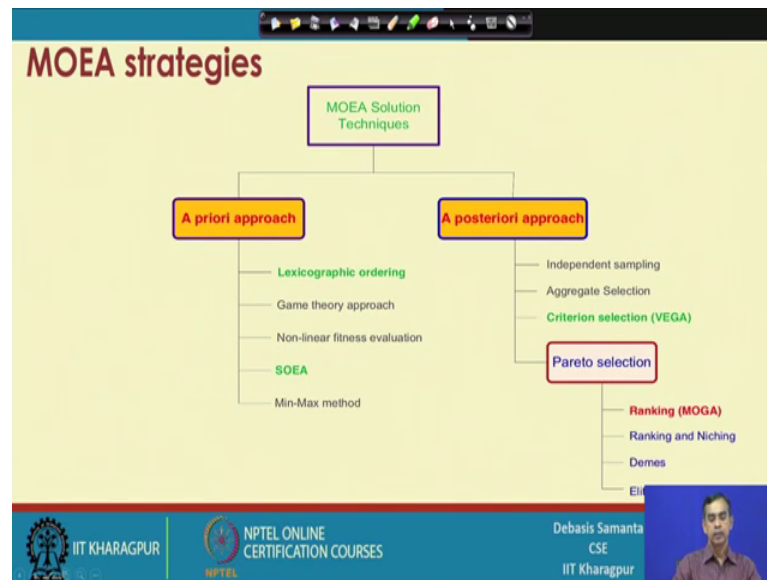 MOEA strategies
MOEA Solution
Techniques
A priori approach
A posteriori approach
Lexicographic ordering
Game theory approach
Non-linear fitness evaluation
SOEA
Min-Max method
Independent sampling
Aggregate Selection
Criterion selection (VEGA)
Pareto selection
Ranking (MOGA)
Ranking and Niching
Demes
IIT KHARAGPUR
NPTEL
NPTEL ONLINE
CERTIFICATION COURSES
Debasis Samanta
CSE
IIT Kharagpur